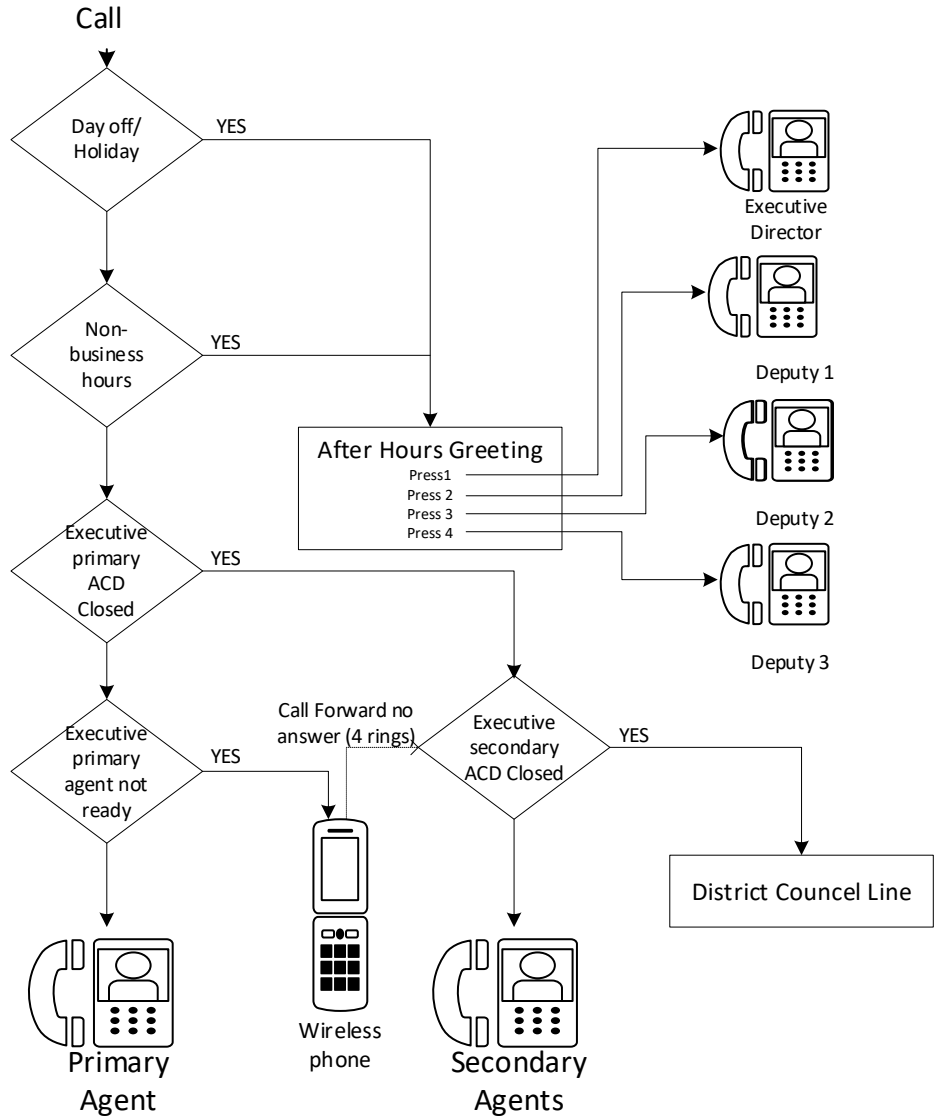 Call
Day off/
Holiday
YES
Executive
Director
Non-
business
hours
YES
Deputy 1
After Hours Greeting
Press1
Press 2
Press 3
Press 4
Deputy 2
Executive
primary
ACD
Closed
YES
Deputy 3
Executive
primary
agent not
ready
YES
Call Forward no
answer (4 rings)
Executive
secondary
ACD Closed
YES
District Councel Line
Primary
Agent
Wireless
phone
Secondary
Agents